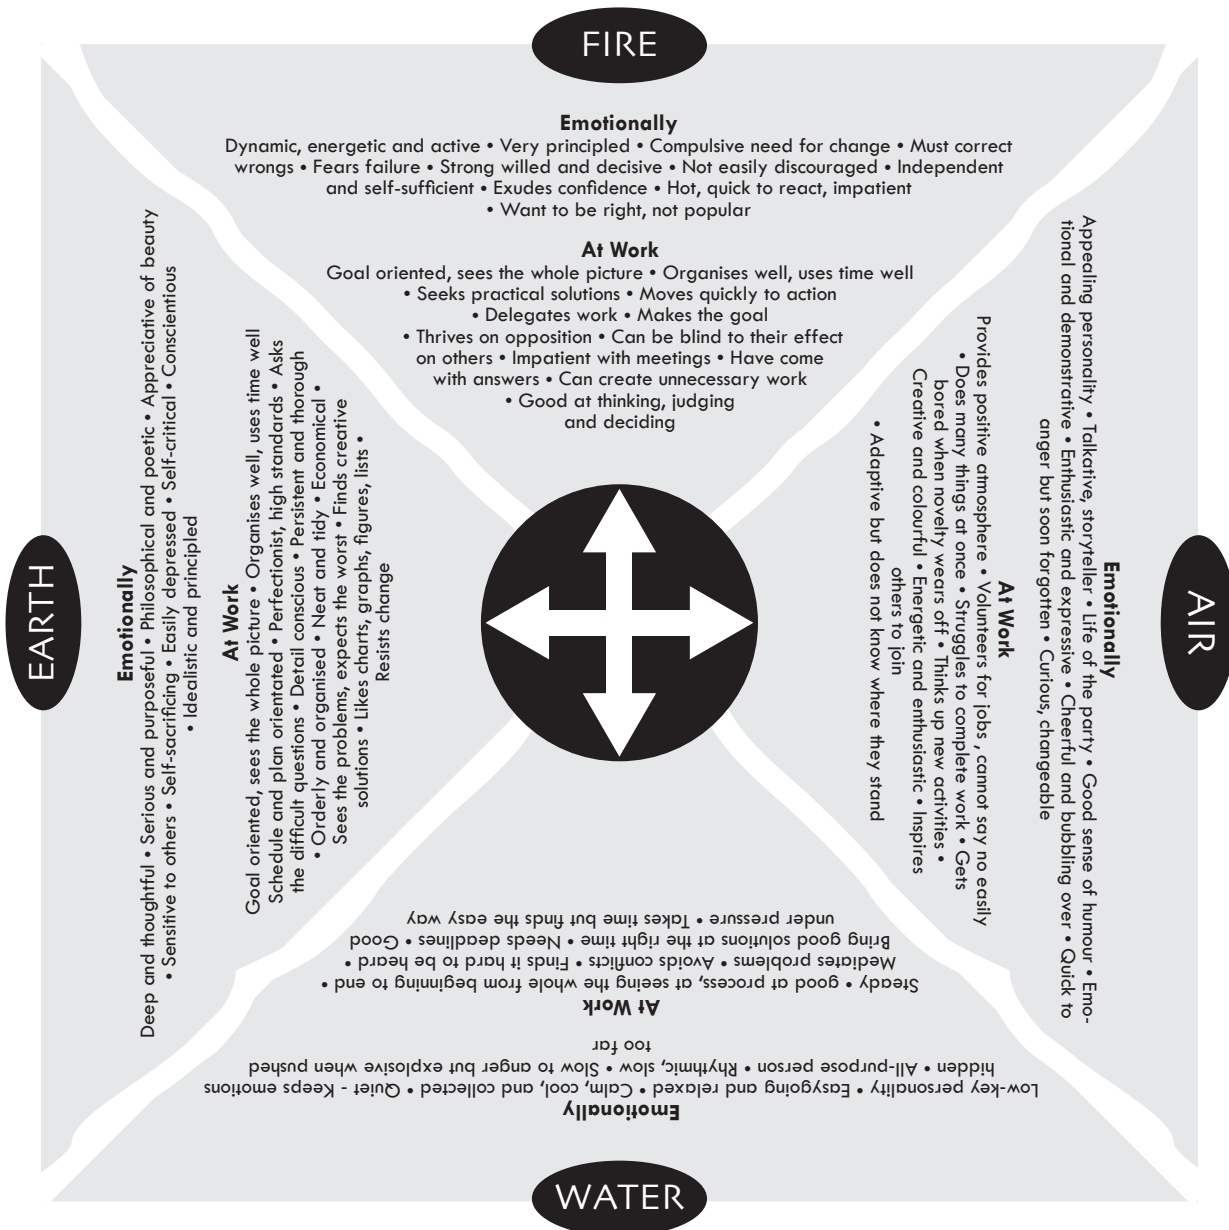 FIRE
Emotionally
Dynamic, energetic and active • Very principled • Compulsive need for change • Must correct
wrongs • Fears failure • Strong willed and decisive • Not easily discouraged • Independent
and self-sufficient • Exudes confidence • Hot, quick to react, impatient
• Want to be right, not popular
At Work
Goal oriented, sees the whole picture • Organises well, uses time well
• Seeks practical solutions • Moves quickly to action
• Delegates work • Makes the goal
• Thrives on opposition • Can be blind to their effect
on others • Impatient with meetings • Have come
with answers • Can create unnecessary work
• Good at thinking, judging
and deciding
EARTH
Emotionally
Deep and thoughtful • Serious and purposeful • Philosophical and poetic • Appreciative of beauty
• Sensitive to others • Self-sacrificing • Easily depressed • Self-critical • Conscientious
• Idealistic and principled
At Work
Goal oriented, sees the whole picture • Organises well, uses time well
Schedule and plan orientated • Perfectionist, high standards • Asks
the difficult questions • Detail conscious • Persistent and thorough
• Orderly and organised • Neat and tidy • Economical •
Sees the problems, expects the worst • Finds creative
solutions • Likes charts, graphs, figures, lists •
Resists change
AIR
Emotionally
Appealing personality • Talkative, storyteller • Life of the party • Good sense of humour • Emo-
tional and demonstrative • Enthusiastic and expressive • Cheerful and bubbling over • Quick to
anger but soon forgotten • Curious, changeable
At Work
Provides positive atmosphere • Volunteers for jobs , cannot say no easily
• Does many things at once • Struggles to complete work • Gets
bored when novelty wears off • Thinks up new activities •
Creative and colourful • Energetic and enthusiastic • Inspires
others to join
• Adaptive but does not know where they stand
WATER
Emotionally
Low-key personality • Easygoing and relaxed • Calm, cool, and collected • Quiet - Keeps emotions
hidden • All-purpose person • Rhythmic, slow • Slow to anger but explosive when pushed
too far
At Work
Steady • good at process, at seeing the whole from beginning to end •
Mediates problems • Avoids conflicts • Finds it hard to be heard •
Bring good solutions at the right time • Needs deadlines • Good
under pressure • Takes time but finds the easy way